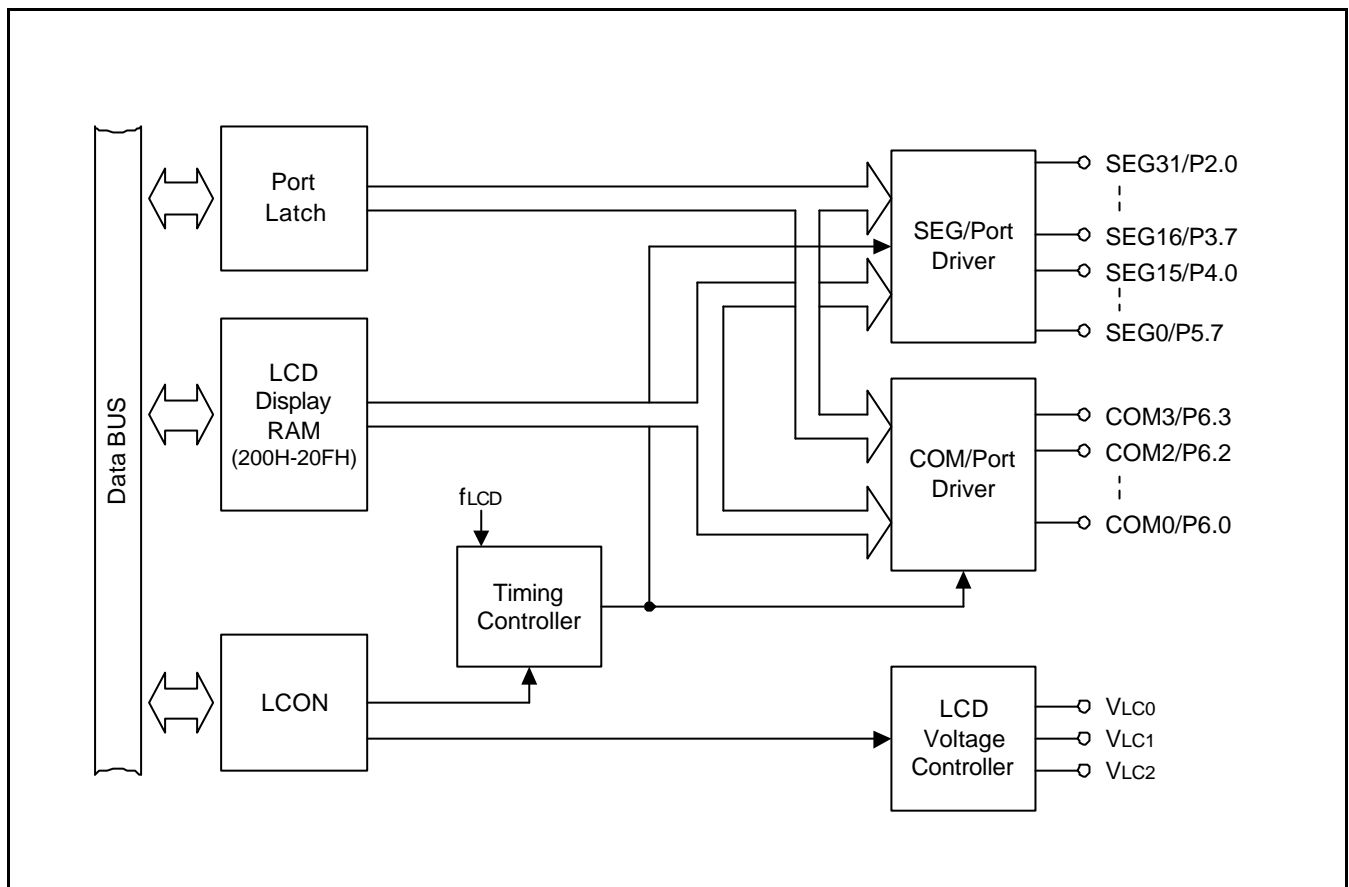 Data BUS
Port
Latch
LCD
Display
RAM
(200H-20FH)
LCON
fLCD
Timing
Controller
SEG/Port
Driver
COM/Port
Driver
LCD
Voltage
Controller
SEG31/P2.0
SEG16/P3.7
SEG15/P4.0
SEG0/P5.7
COM3/P6.3
COM2/P6.2
COM0/P6.0
VLC0
VLC1
VLC2